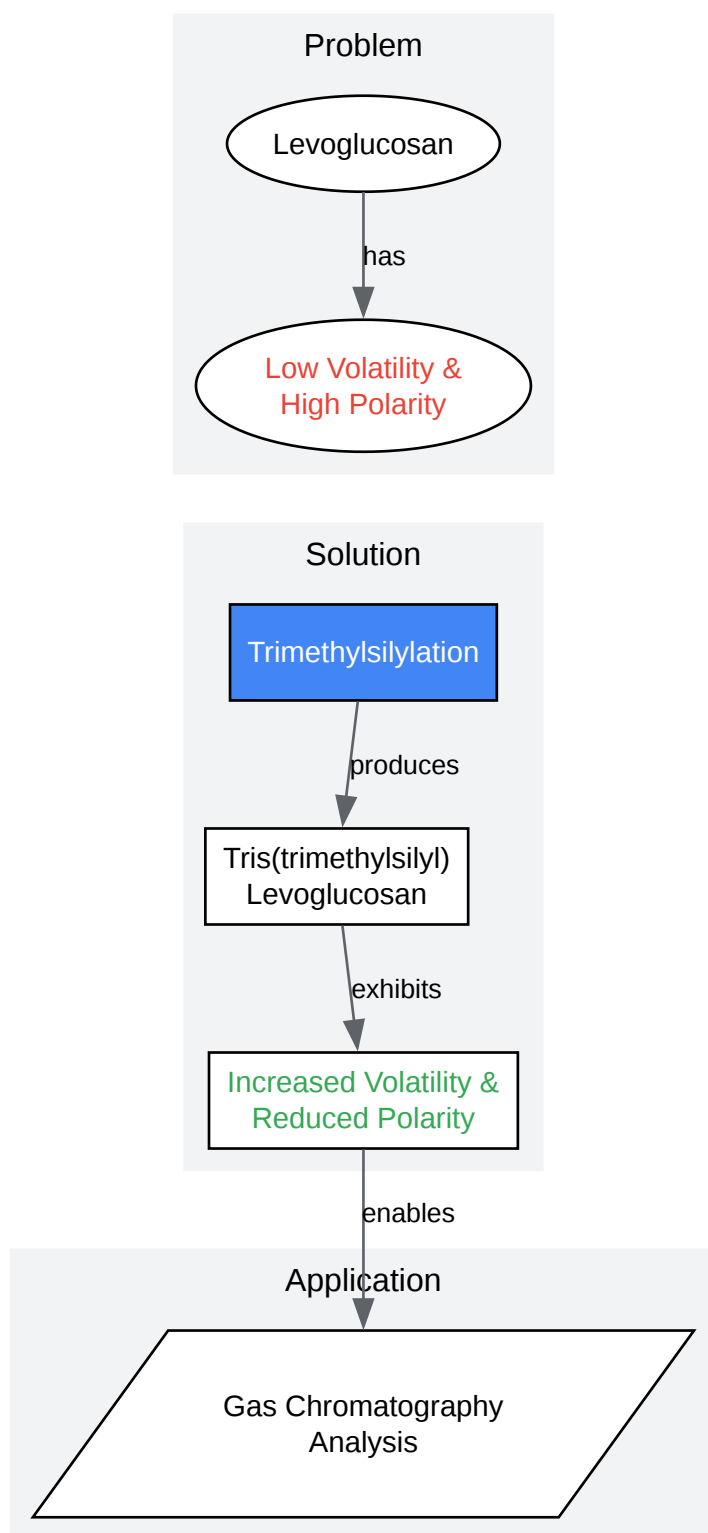 Problem
Levoglucosan
has
Low Volatility &
High Polarity
Solution
Trimethylsilylation
produces
Tris(trimethylsilyl)
Levoglucosan
exhibits
Increased Volatility &
Reduced Polarity
enables
Application
Gas Chromatography
Analysis